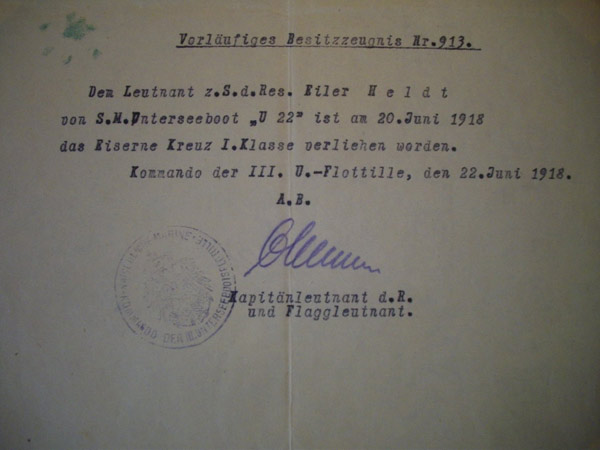 Vorläufiges Besitzzeugnis Nr.913.
Dem Leutnant z.S.d.Res. Eiler Heldt
von S.M.Unterseeboot „U 22" ist am 20.Juni 1918
das Eiserne Kreuz I.Klasse verliehen worden.
Kommando der III. U.-Flottille, den 22.Juni 1918.
A.B.
Kapitänleutnant d.R.
und Flaggleutnant.